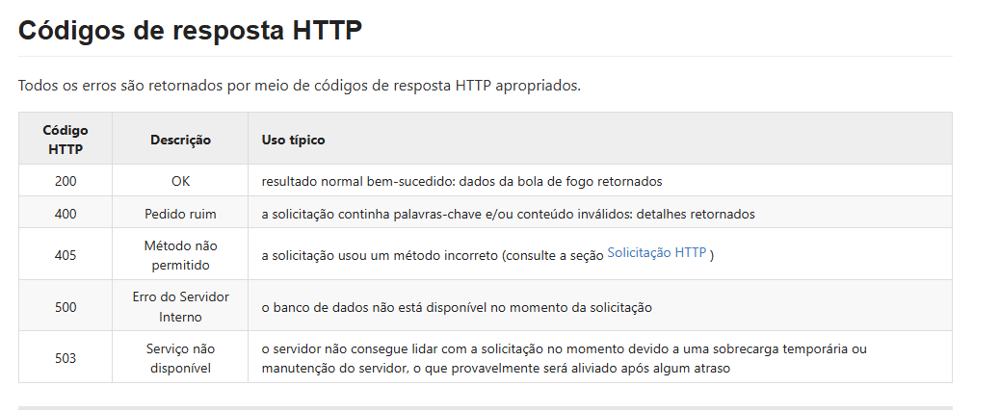 Códigos de resposta HTTP
Todos os erros são retornados por meio de códigos de resposta HTTP apropriados.
Código
HTTP
Descrição
Uso típico
200
OK
resultado normal bem-sucedido: dados da bola de fogo retornados
400
Pedido ruim
a solicitação continha palavras-chave e/ou conteúdo inválidos: detalhes retornados
405
Método não
permitido
a solicitação usou um método incorreto (consulte a seção Solicitação HTTP )
500
Erro do Servidor
Interno
o banco de dados não está disponível no momento da solicitação
503
Serviço não
disponível
o servidor não consegue lidar com a solicitação no momento devido a uma sobrecarga temporária ou
manutenção do servidor, o que provavelmente será aliviado após algum atraso